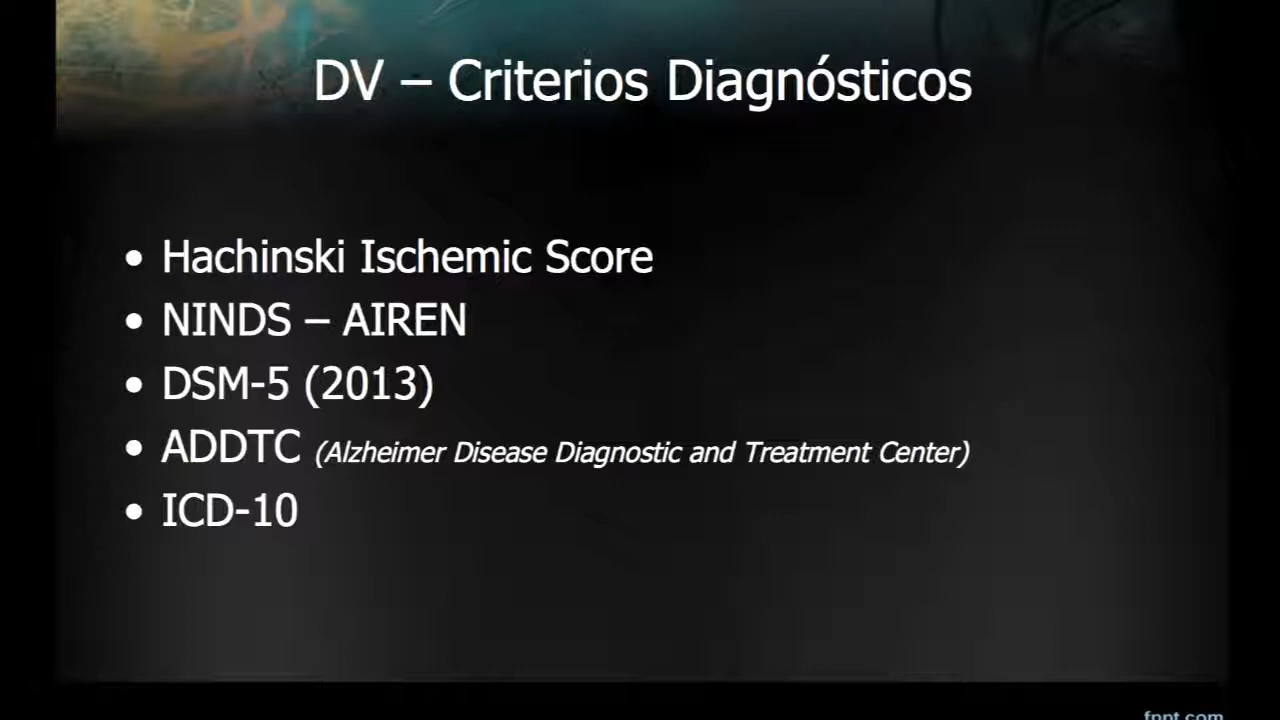 DV – Criterios Diagnósticos
• Hachinski Ischemic Score
• NINDS – AIREN
• DSM-5 (2013)
• ADDTC (Alzheimer Disease Diagnostic and Treatment Center)
• ICD-10
fppt.com